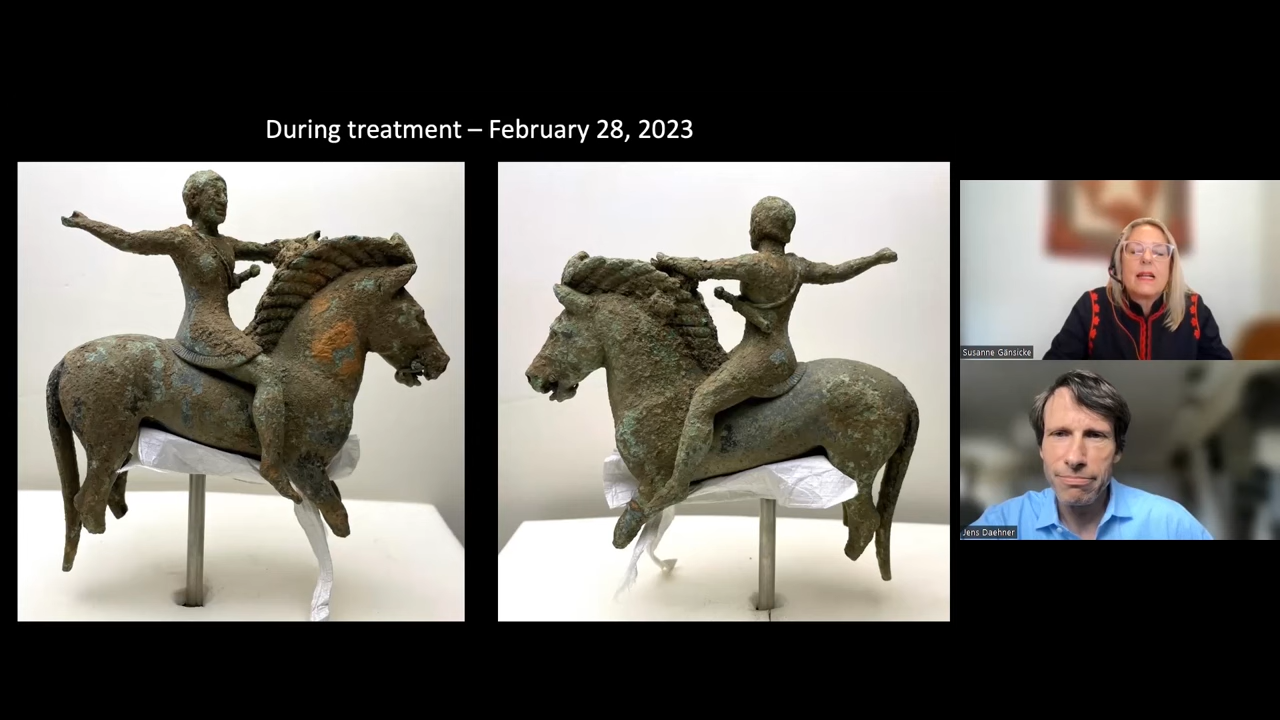 During treatment – February 28, 2023
Susanne Gänsicke
Jens Daehner